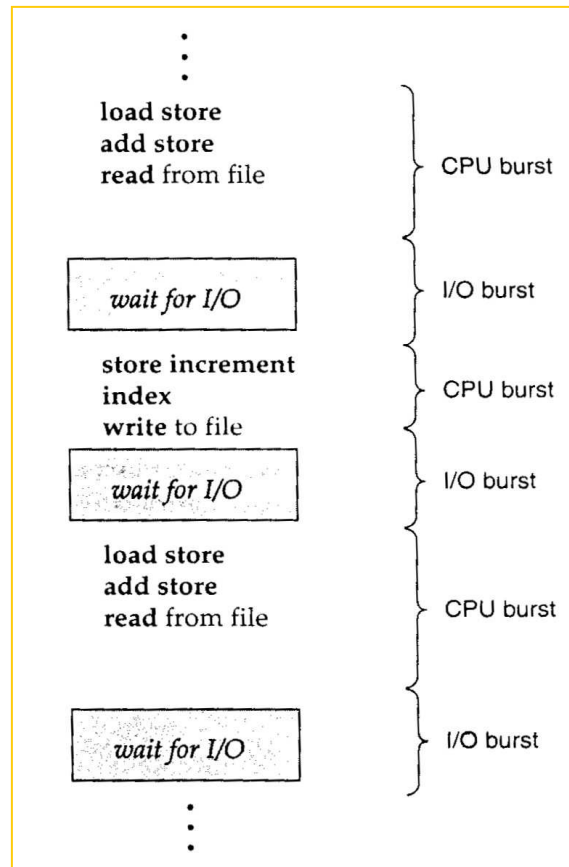 load store
add store
read from file
CPU burst
wait for I/O
I/O burst
store increment
index
write to file
CPU burst
wait for I/O
I/O burst
load store
add store
read from file
CPU burst
wait for I/O
I/O burst